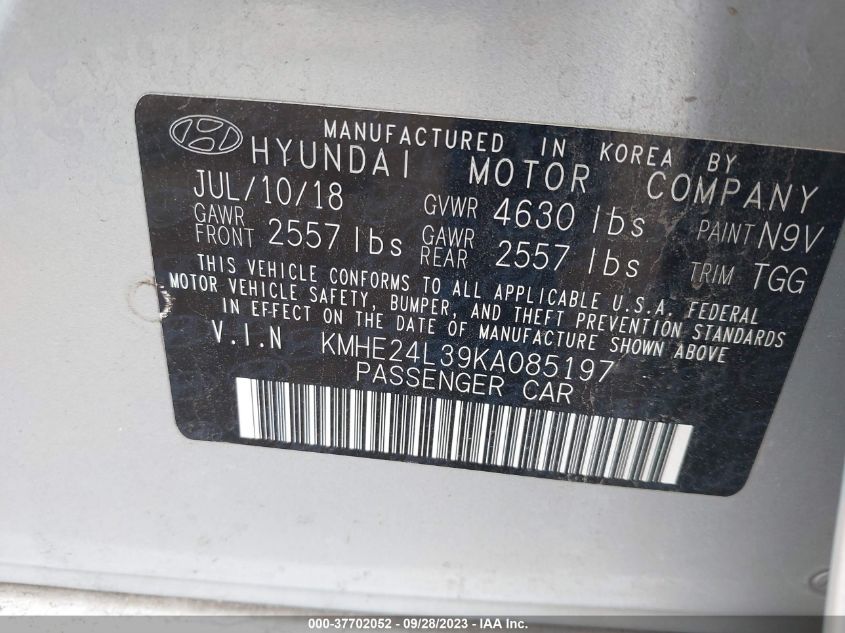 MANUFACTURED IN KOREA BY
HYUNDAI MOTOR COMPANY
JUL/10/18 GVWR 4630 lbs PAINT N9V
GAWR FRONT 2557 lbs GAWR REAR 2557 lbs TRIM TGG
THIS VEHICLE CONFORMS TO ALL APPLICABLE U.S.A. FEDERAL
MOTOR VEHICLE SAFETY, BUMPER, AND THEFT PREVENTION STANDARDS
IN EFFECT ON THE DATE OF MANUFACTURE SHOWN ABOVE
V.I.N KMHE24L39KA085197
PASSENGER CAR
000-37702052 - 09/28/2023 - IAA Inc.